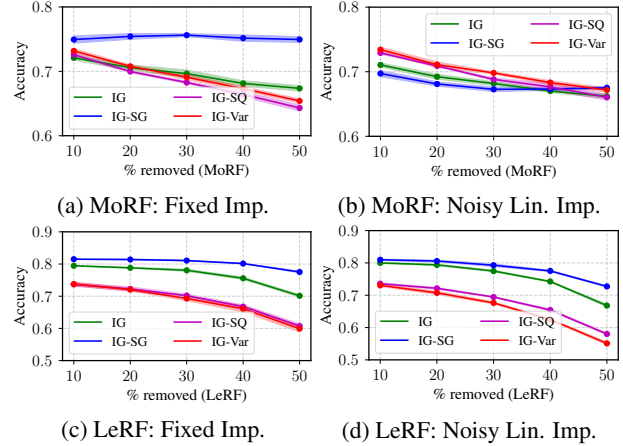 0.7
0.6
Accuracy
10 20 30 40 50
% removed (MoRF)
IG
IG-SG
IG-SQ
IG-Var
(a) MoRF: Fixed Imp.
0.7
0.6
Accuracy
10 20 30 40 50
% removed (MoRF)
IG
IG-SG
IG-SQ
IG-Var
(b) MoRF: Noisy Lin. Imp.
0.9
0.8
0.7
0.6
0.5
Accuracy
10 20 30 40 50
% removed (LeRF)
IG
IG-SG
IG-SQ
IG-Var
(c) LeRF: Fixed Imp.
0.9
0.8
0.7
0.6
0.5
Accuracy
10 20 30 40 50
% removed (LeRF)
IG
IG-SG
IG-SQ
IG-Var
(d) LeRF: Noisy Lin. Imp.